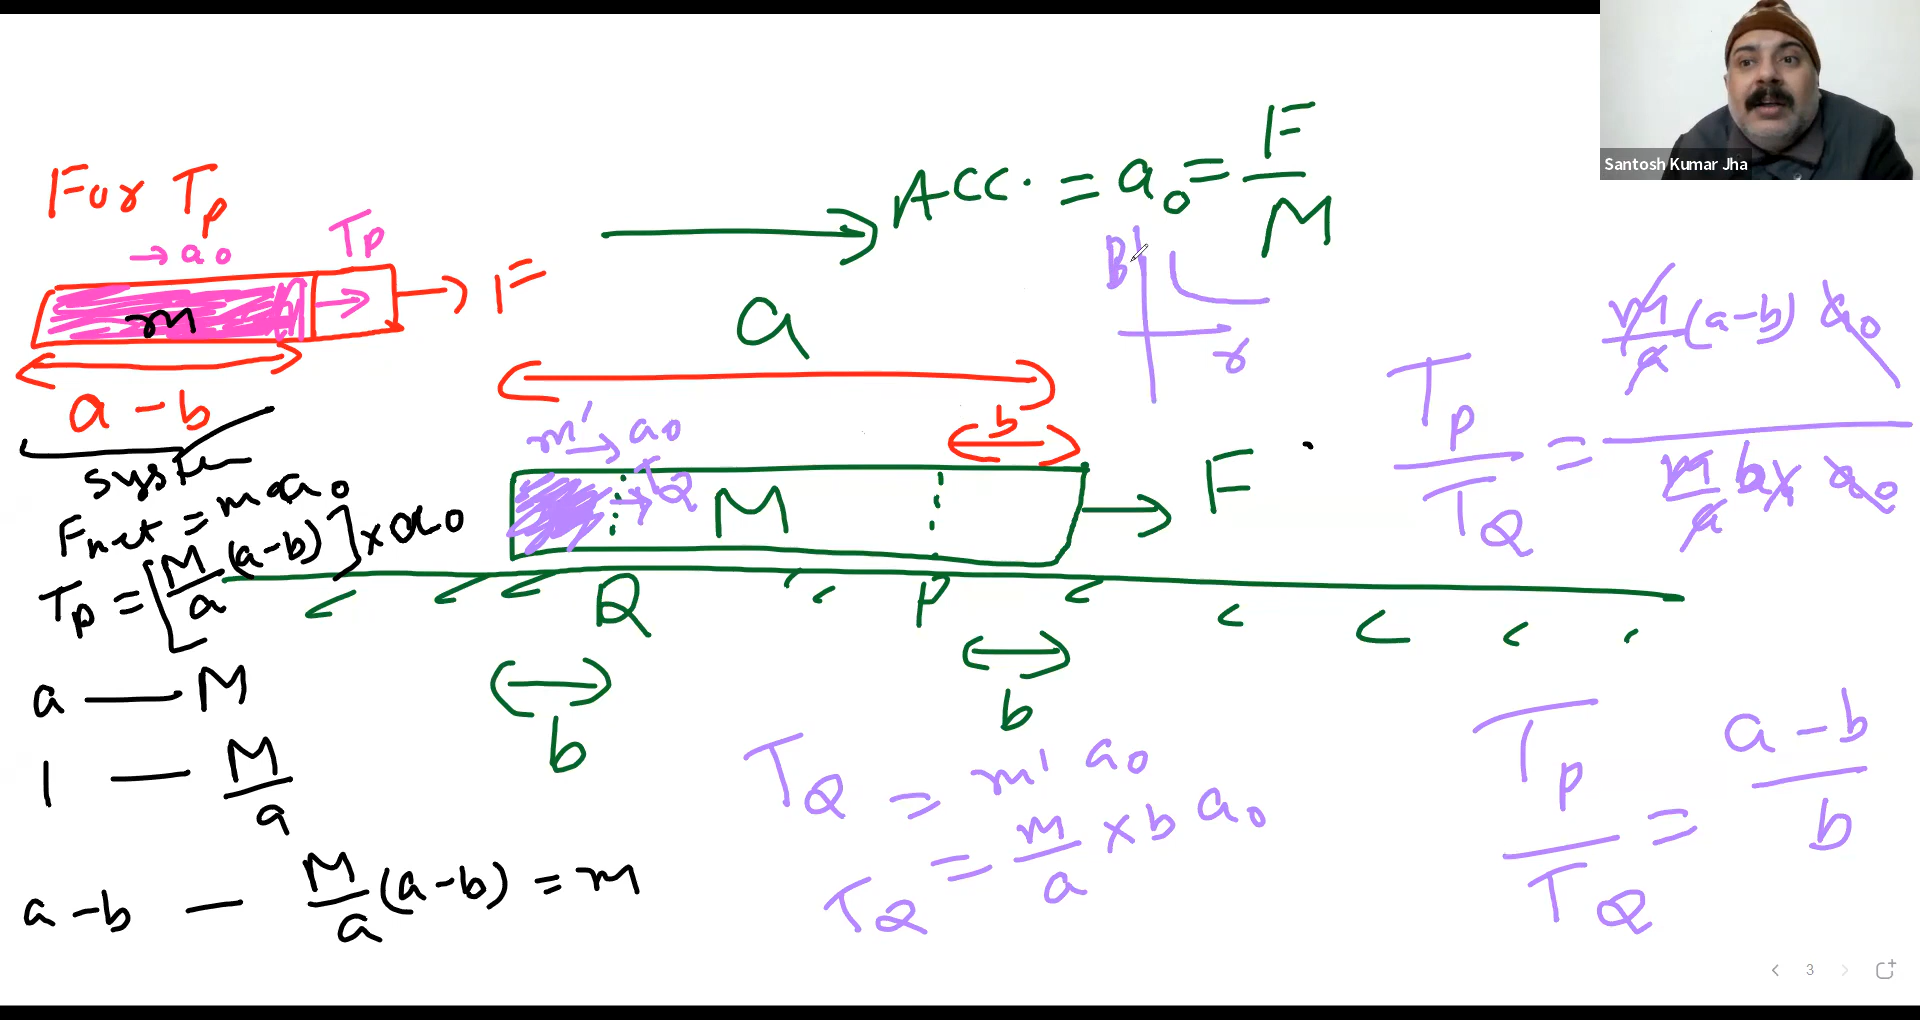 Santosh Kumar Jha
For Tp
→ a₀
Tp
m
→ F
a - b
system
Fnet = m a₀
Tp = [M/a (a-b)] × a₀
a — M
1 — M/a
a-b — M/a (a-b) = m
Acc. = a₀ = F/M
a
B
r
b
m' → a₀
TQ
M
→ F
Q
P
b
b
TQ = m' a₀
TQ = m/a × b a₀
Tp/TQ = m/a (a-b) a₀ / m/a b x a₀
Tp/TQ = a-b/b
3